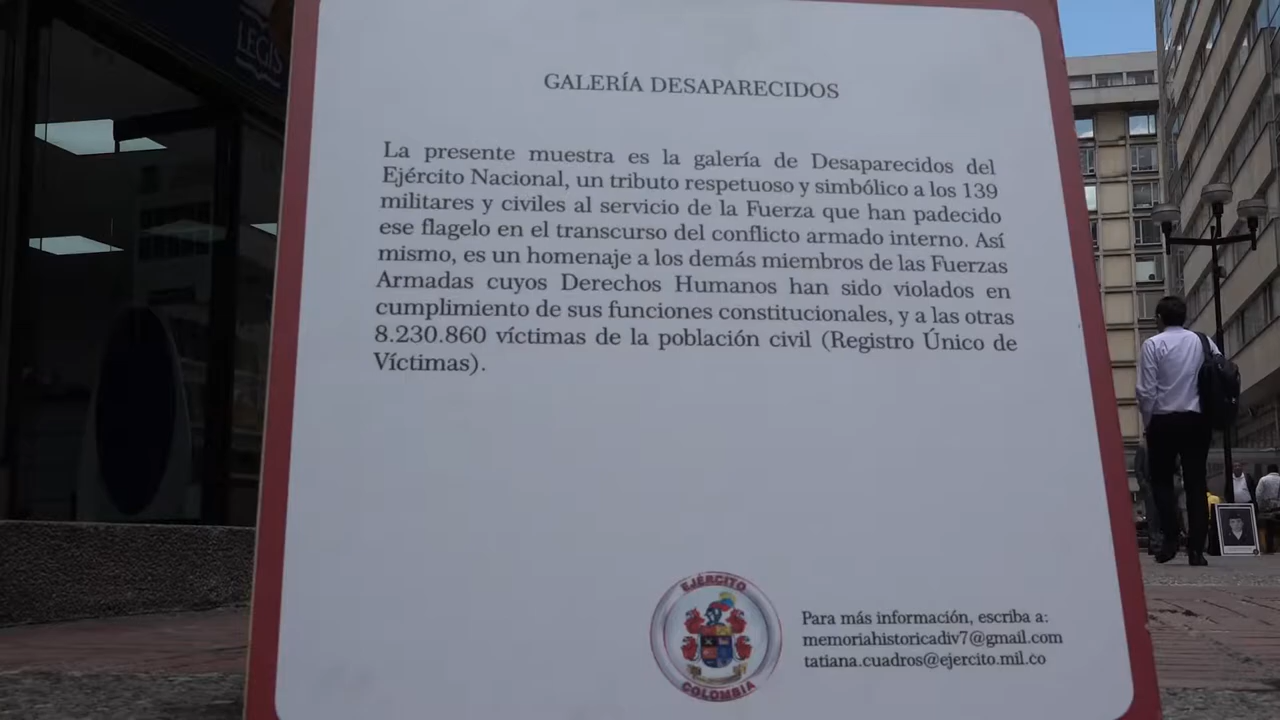 LEGIS
GALERÍA DESAPARECIDOS
La presente muestra es la galería de Desaparecidos del
Ejército Nacional, un tributo respetuoso y simbólico a los 139
militares y civiles al servicio de la Fuerza que han padecido
ese flagelo en el transcurso del conflicto armado interno. Así
mismo, es un homenaje a los demás miembros de las Fuerzas
Armadas cuyos Derechos Humanos han sido violados en
cumplimiento de sus funciones constitucionales, y a las otras
8.230.860 víctimas de la población civil (Registro Único de
Víctimas).
EJÉRCITO
COLOMBIA
Para más información, escriba a:
memoriahistoricadiv7@gmail.com
tatiana.cuadros@ejercito.mil.co